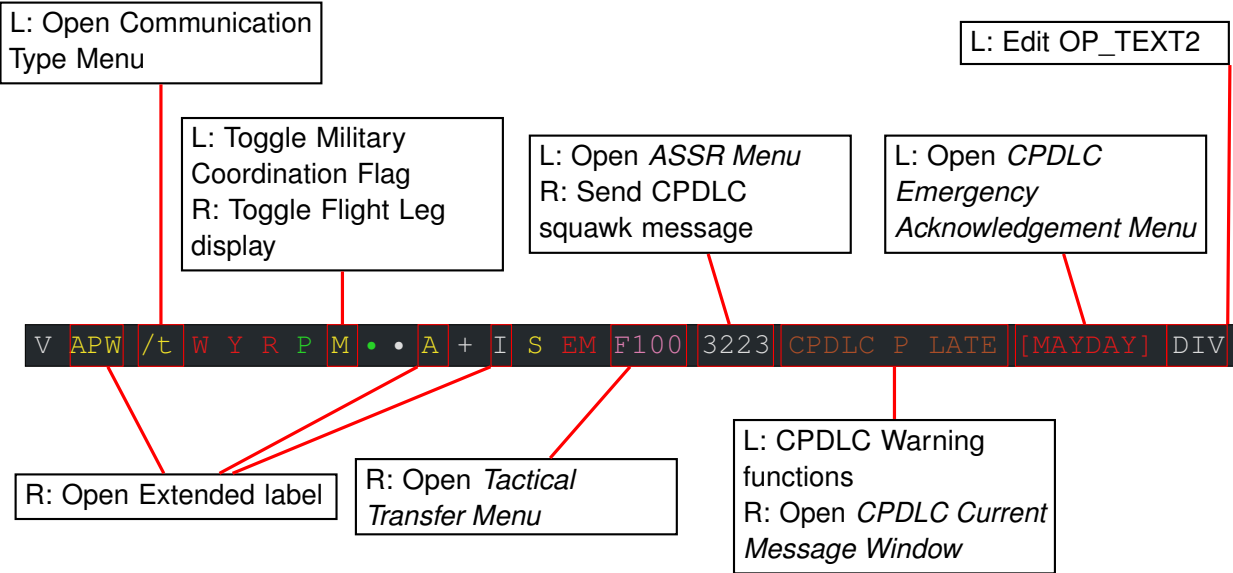 L: Open Communication
Type Menu
L: Edit OP_TEXT2
L: Toggle Military
Coordination Flag
R: Toggle Flight Leg
display
L: Open ASSR Menu
R: Send CPDLC
squawk message
L: Open CPDLC
Emergency
Acknowledgement Menu
V APW /t W Y R P M • • A + I S EM F100 3223 CPDLC P LATE [MAYDAY] DIV
R: Open Extended label
R: Open Tactical
Transfer Menu
L: CPDLC Warning
functions
R: Open CPDLC Current
Message Window